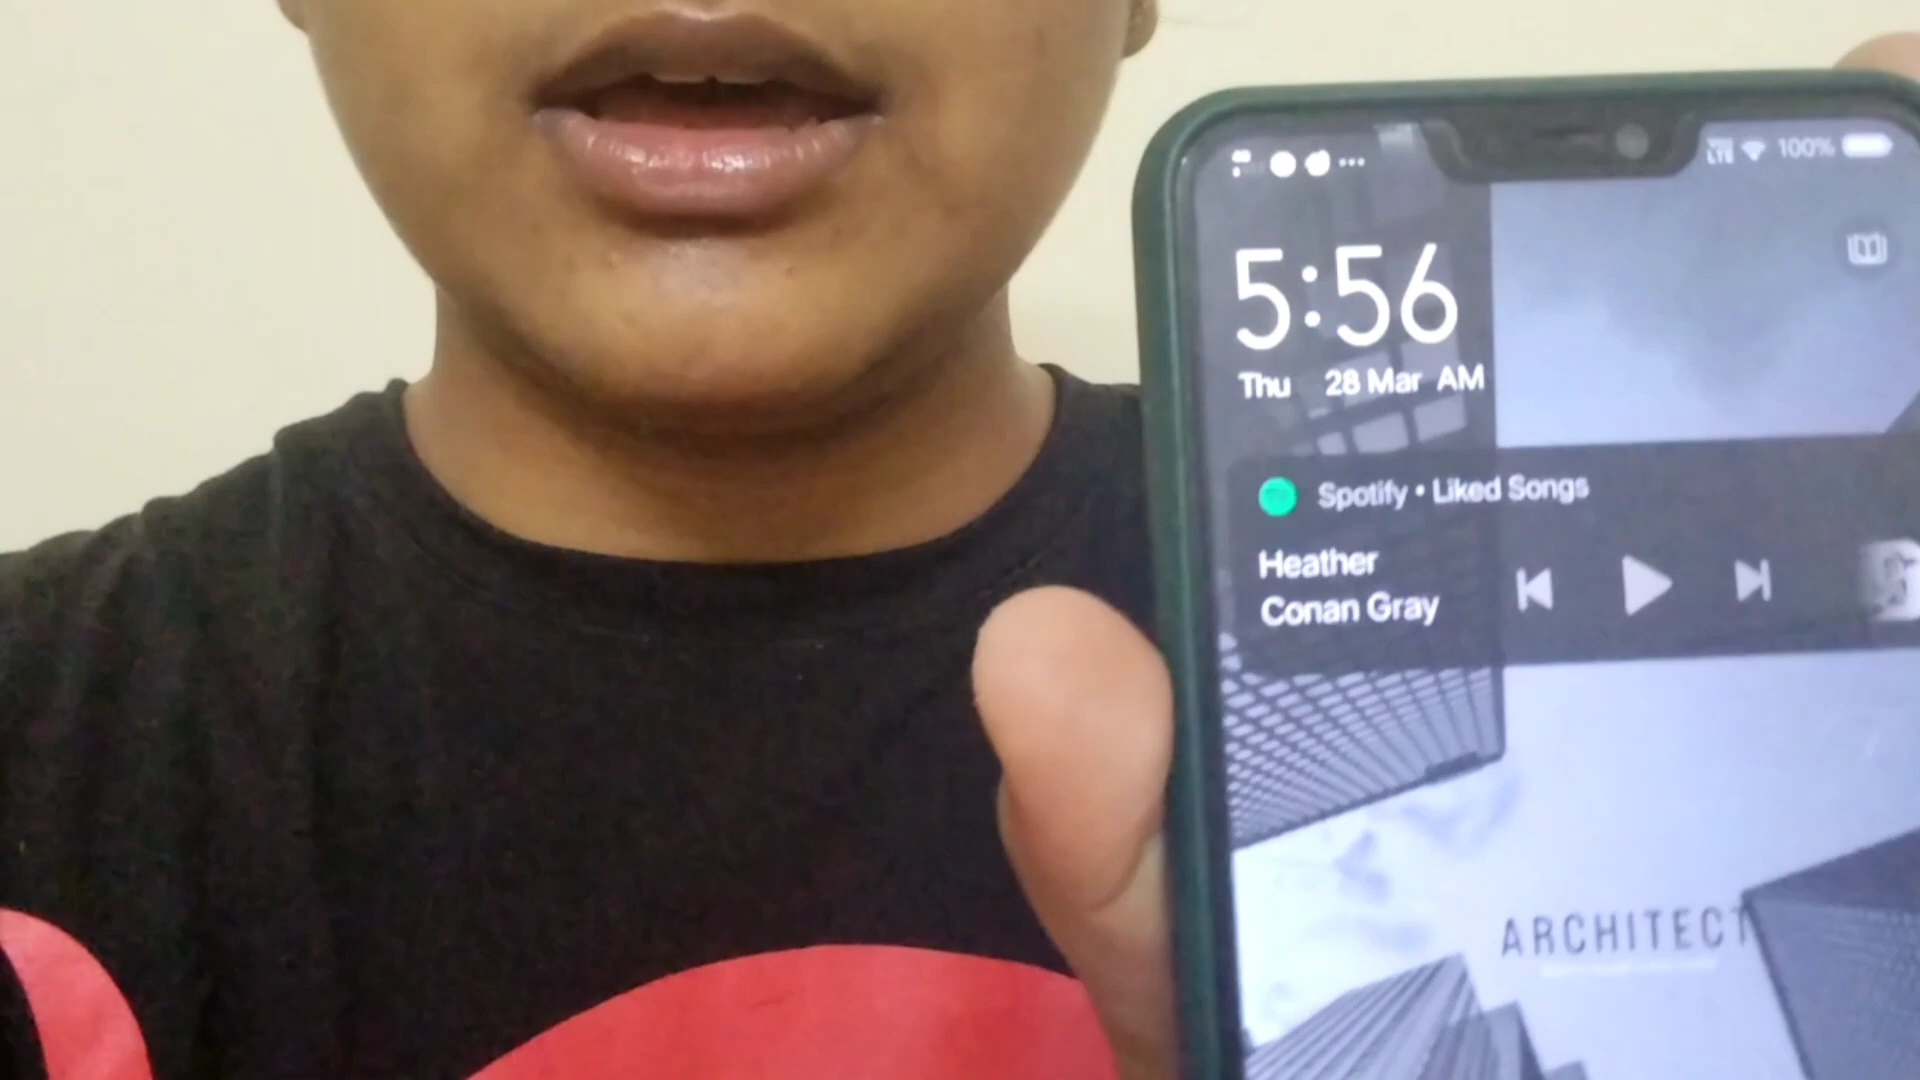 100%
5:56
Thu 28 Mar AM
Spotify • Liked Songs
Heather
Conan Gray
ARCHITECT